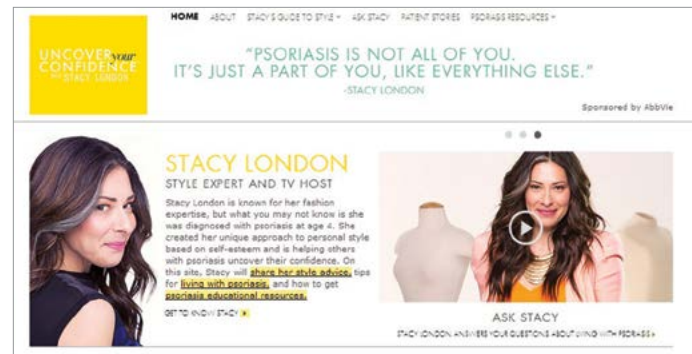 HOME ABOUT STACY'S GUIDE TO STYLE ASK STACY PATIENT STORIES PSORIASIS RESOURCES
UNCOVER your
CONFIDENCE
WITH STACY LONDON
"PSORIASIS IS NOT ALL OF YOU.
IT'S JUST A PART OF YOU, LIKE EVERYTHING ELSE."
-STACY LONDON
Sponsored by AbbVie
STACY LONDON
STYLE EXPERT AND TV HOST
Stacy London is known for her fashion
expertise, but what you may not know is she
was diagnosed with psoriasis at age 4. She
created her unique approach to personal style
based on self-esteem and is helping others
with psoriasis uncover their confidence. On
this site, Stacy will share her style advice, tips
for living with psoriasis, and how to get
psoriasis educational resources.
GET TO KNOW STACY
ASK STACY
STACY LONDON ANSWERS YOUR QUESTIONS ABOUT LIVING WITH PSORIASIS